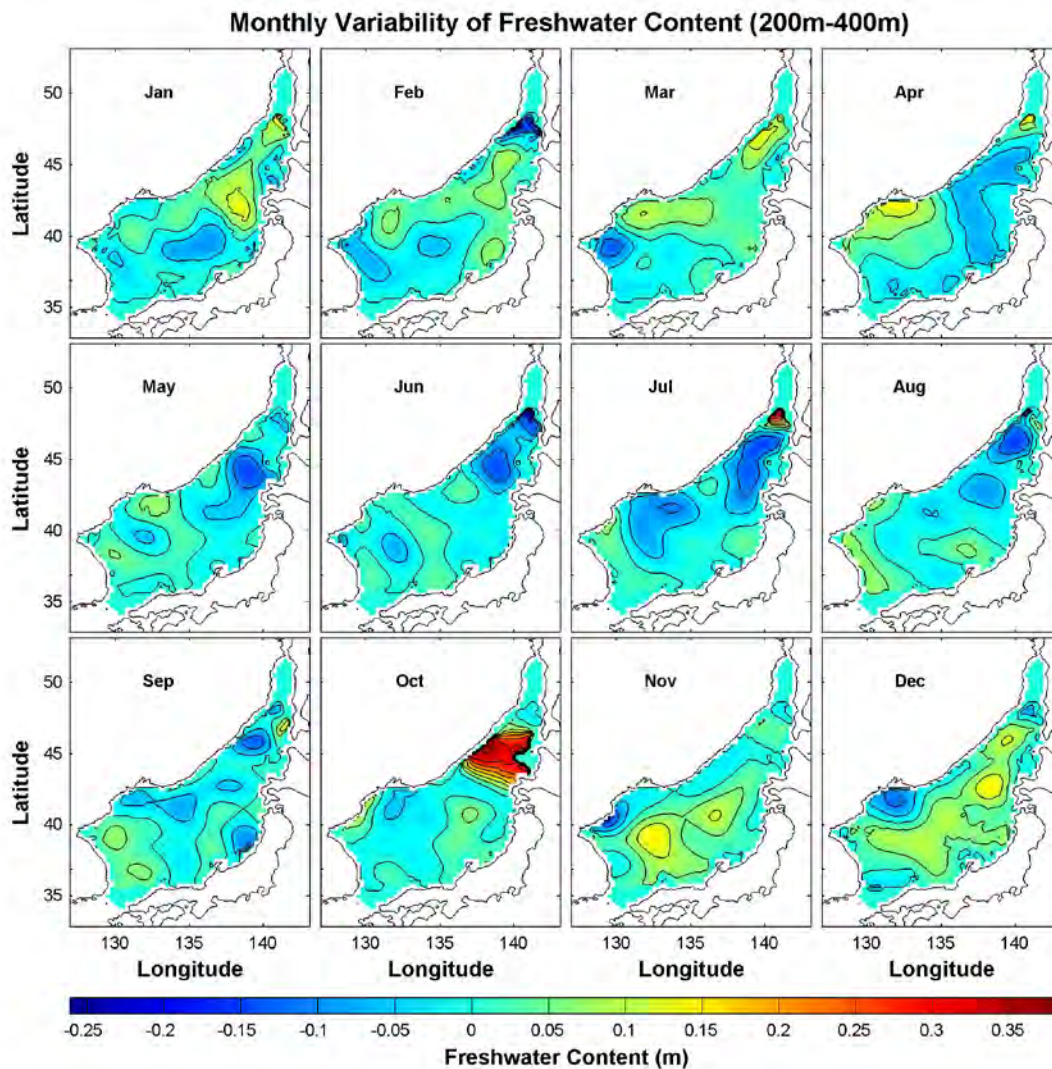 Monthly Variability of Freshwater Content (200m-400m)
Jan Feb Mar Apr
50
45
40
35
Latitude
May Jun Jul Aug
50
45
40
35
Latitude
Sep Oct Nov Dec
50
45
40
35
Latitude
130 135 140 130 135 140 130 135 140 130 135 140
Longitude Longitude Longitude Longitude
-0.25 -0.2 -0.15 -0.1 -0.05 0 0.05 0.1 0.15 0.2 0.25 0.3 0.35
Freshwater Content (m)